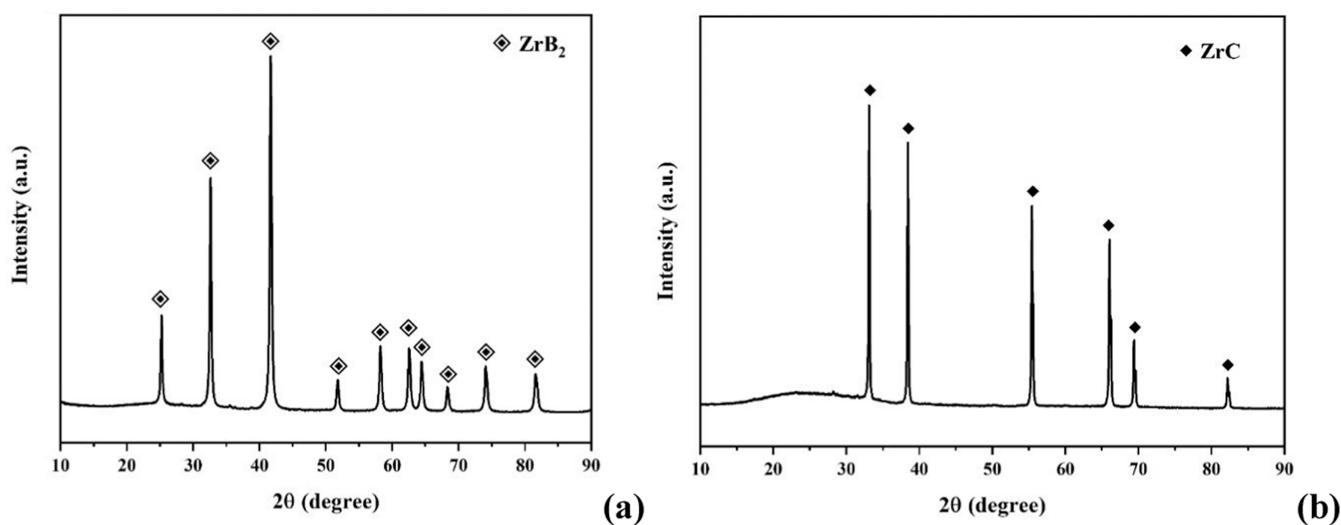 ZrB₂
Intensity (a.u.)
10 20 30 40 50 60 70 80 90
2θ (degree)
(a)
ZrC
Intensity (a.u.)
10 20 30 40 50 60 70 80 90
2θ (degree)
(b)